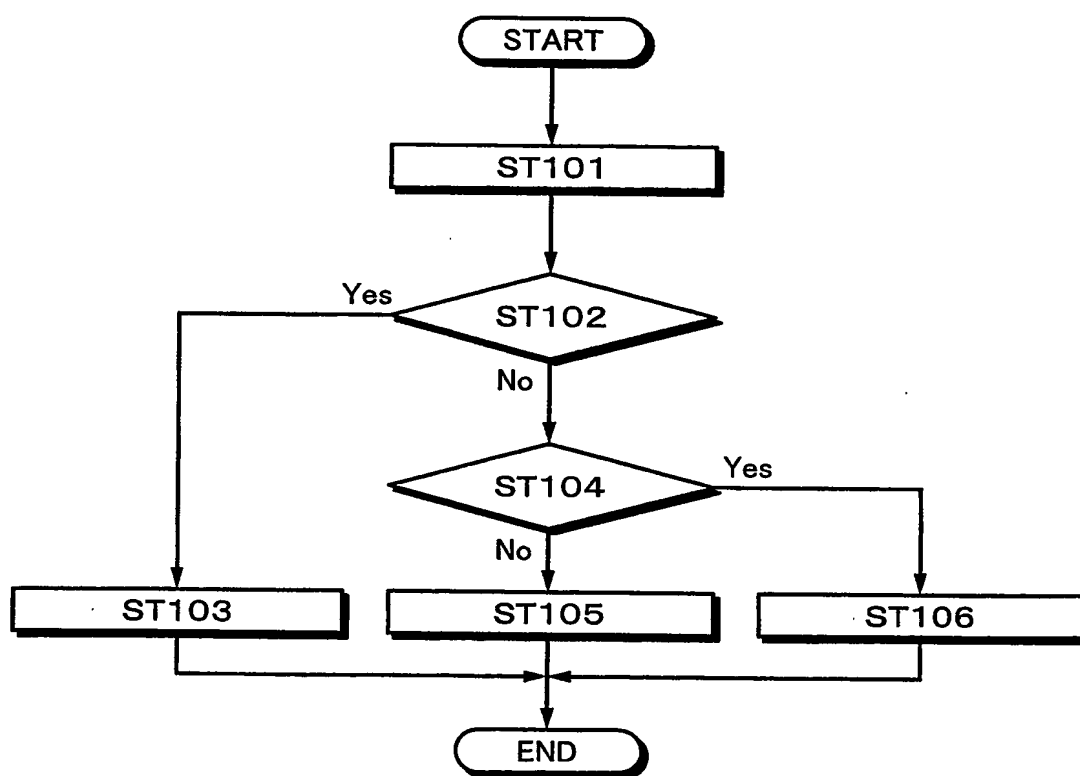 START
ST101
Yes
ST102
No
Yes
ST104
No
ST103
ST105
ST106
END